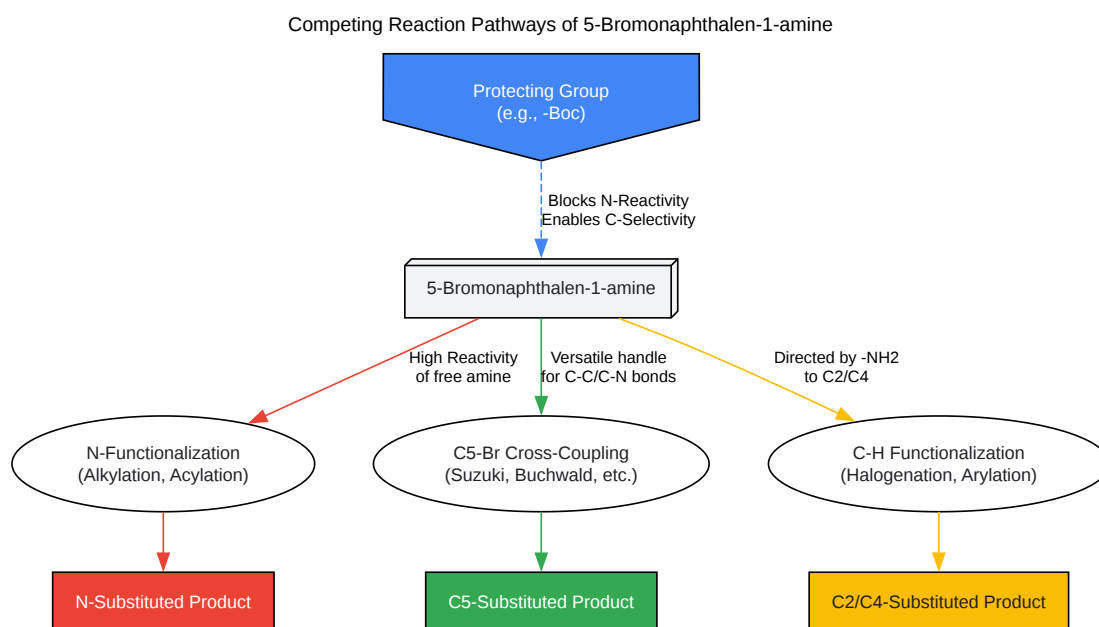 Competing Reaction Pathways of 5-Bromonaphthalen-1-amine
Protecting Group
(e.g., -Boc)
Blocks N-Reactivity
Enables C-Selectivity
5-Bromonaphthalen-1-amine
High Reactivity
of free amine
Versatile handle
for C-C/C-N bonds
Directed by -NH2
to C2/C4
N-Functionalization
(Alkylation, Acylation)
C5-Br Cross-Coupling
(Suzuki, Buchwald, etc.)
C-H Functionalization
(Halogenation, Arylation)
N-Substituted Product
C5-Substituted Product
C2/C4-Substituted Product